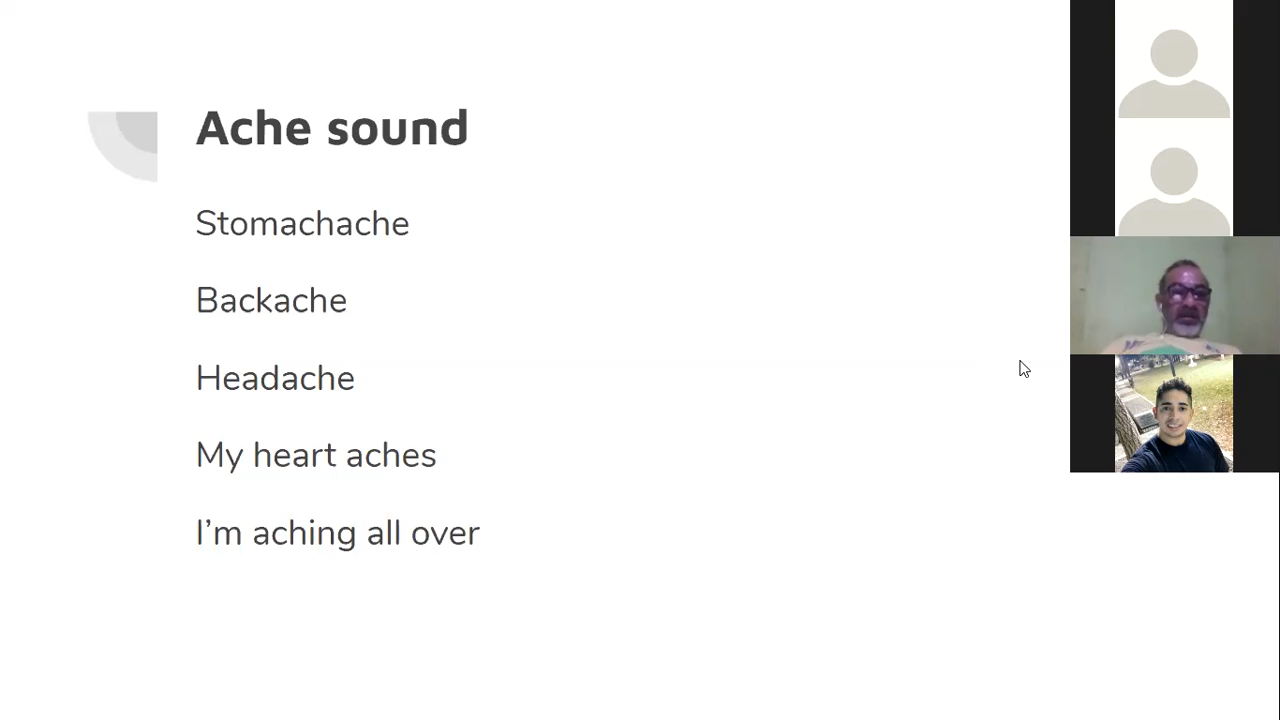 Ache sound
Stomachache
Backache
Headache
My heart aches
I’m aching all over